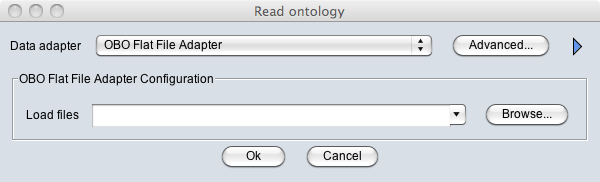 Read ontology
Data adapter OBO Flat File Adapter Advanced...
OBO Flat File Adapter Configuration
Load files Browse...
Ok Cancel